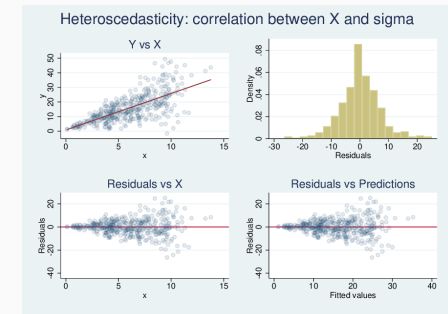 Heteroscedasticity: correlation between X and sigma
Y vs X
y
0 10 20 30 40 50
0 5 10 15
x
Density
0 .02 .04 .06 .08
-30 -20 -10 0 10 20
Residuals
Residuals vs X
Residuals
-40 -20 0 20
0 5 10 15
x
Residuals vs Predictions
Residuals
-40 -20 0 20
0 10 20 30 40
Fitted values